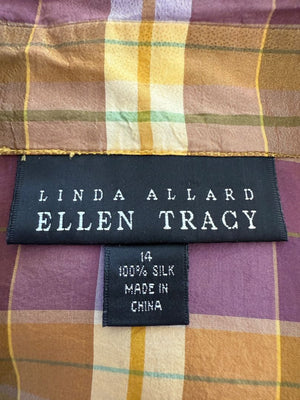 LINDA ALLARD
ELLEN TRACY
14
100% SILK
MADE IN
CHINA